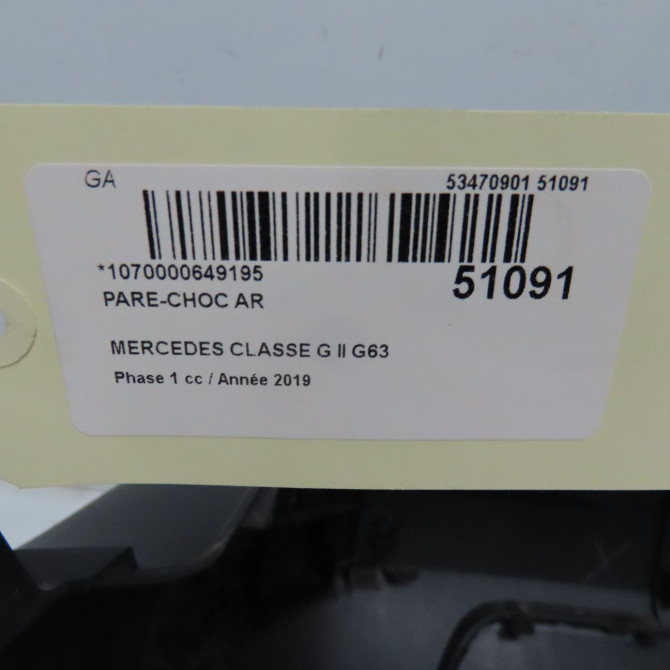 GA 53470901 51091
*1070000649195 51091
PARE-CHOC AR
MERCEDES CLASSE G II G63
Phase 1 cc / Année 2019